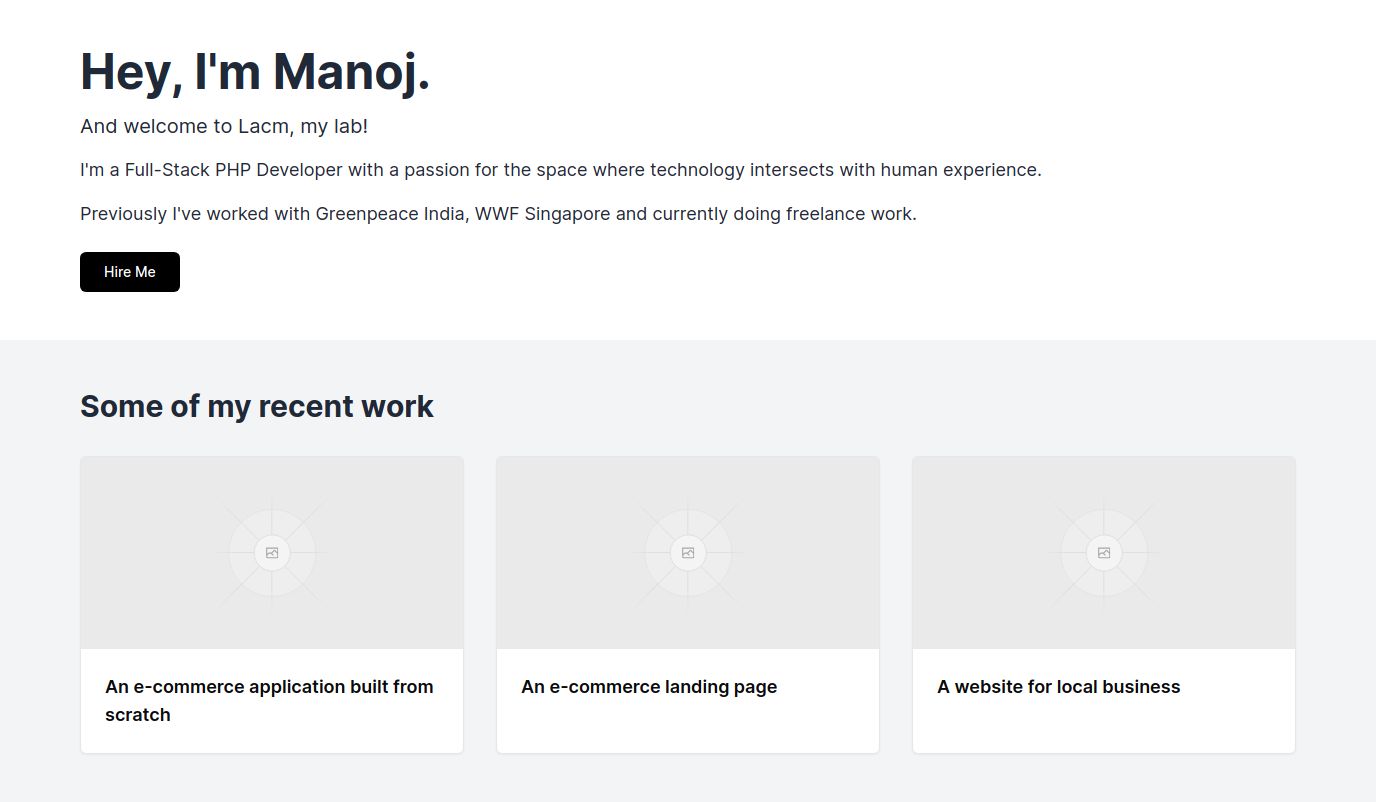 Hey, I'm Manoj.
And welcome to Lacm, my lab!
I'm a Full-Stack PHP Developer with a passion for the space where technology intersects with human experience.
Previously I've worked with Greenpeace India, WWF Singapore and currently doing freelance work.
Hire Me
Some of my recent work
An e-commerce application built from
scratch
An e-commerce landing page
A website for local business